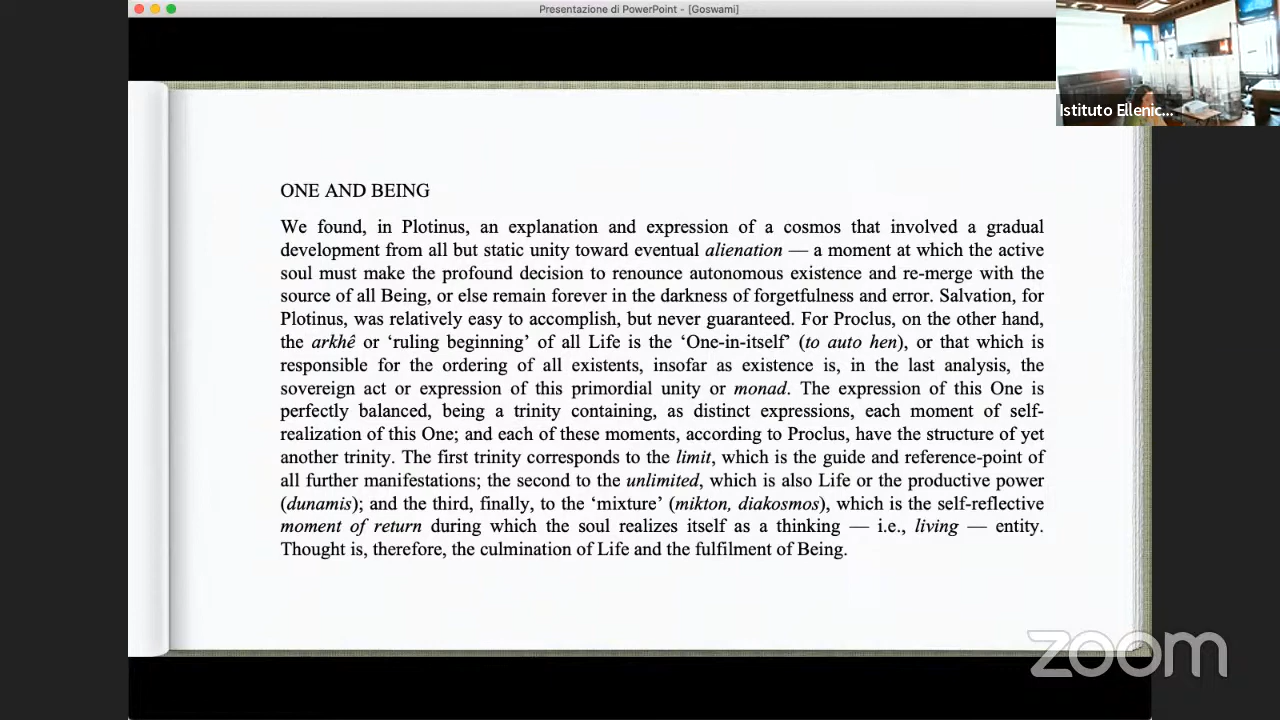 Presentazione di PowerPoint - [Goswami]
Istituto Ellenic...
ONE AND BEING
We found, in Plotinus, an explanation and expression of a cosmos that involved a gradual
development from all but static unity toward eventual alienation — a moment at which the active
soul must make the profound decision to renounce autonomous existence and re-merge with the
source of all Being, or else remain forever in the darkness of forgetfulness and error. Salvation, for
Plotinus, was relatively easy to accomplish, but never guaranteed. For Proclus, on the other hand,
the arkhê or ‘ruling beginning’ of all Life is the ‘One-in-itself’ (to auto hen), or that which is
responsible for the ordering of all existents, insofar as existence is, in the last analysis, the
sovereign act or expression of this primordial unity or monad. The expression of this One is
perfectly balanced, being a trinity containing, as distinct expressions, each moment of self-
realization of this One; and each of these moments, according to Proclus, have the structure of yet
another trinity. The first trinity corresponds to the limit, which is the guide and reference-point of
all further manifestations; the second to the unlimited, which is also Life or the productive power
(dunamis); and the third, finally, to the ‘mixture’ (mikton, diakosmos), which is the self-reflective
moment of return during which the soul realizes itself as a thinking — i.e., living — entity.
Thought is, therefore, the culmination of Life and the fulfilment of Being.
zoom